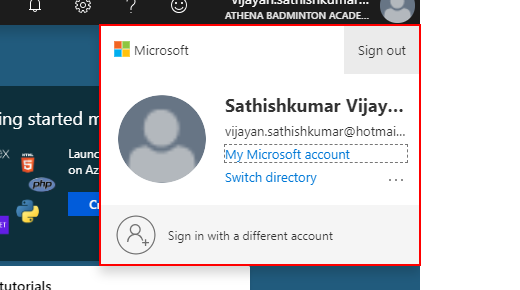 vijayan.sathishkumar...
ATHENA BADMINTON ACADE...
Microsoft
Sign out
Sathishkumar Vijay...
vijayan.sathishkumar@hotmai...
My Microsoft account
Switch directory
...
Sign in with a different account
ing started m
Launc
on Az
HTML
php
C
tutorials